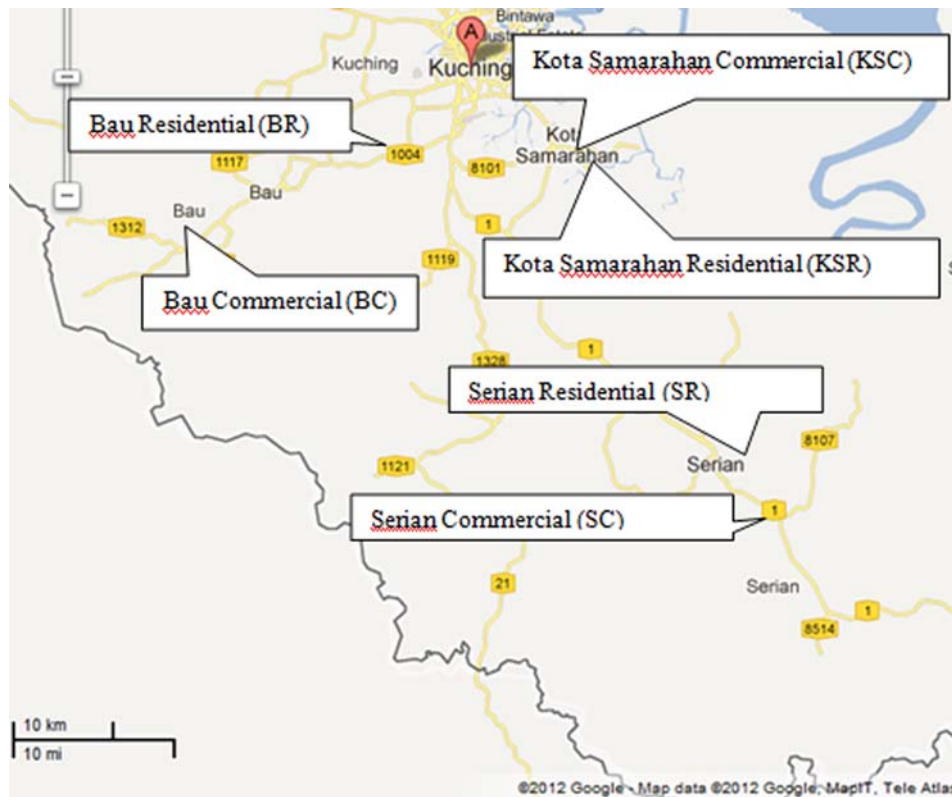 Bintawa
Kuching
A
Kuching
Kota Samarahan Commercial (KSC)
Bau Residential (BR)
1004
Kot
Samarahan
1117
8101
Bau
Bau
1312
1
1119
Kota Samarahan Residential (KSR)
Bau Commercial (BC)
1328
1
Serian Residential (SR)
8107
1121
Serian
Serian Commercial (SC)
1
21
Serian
1
8514
10 km
10 mi
©2012 Google - Map data ©2012 Google, MapIT, Tele Atlas